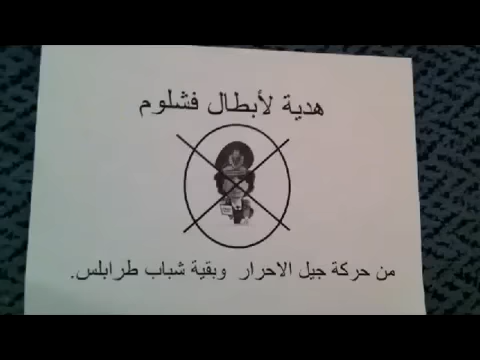 هدية لأبطال فشلوم
من حركة جيل الاحرار وبقية شباب طرابلس.